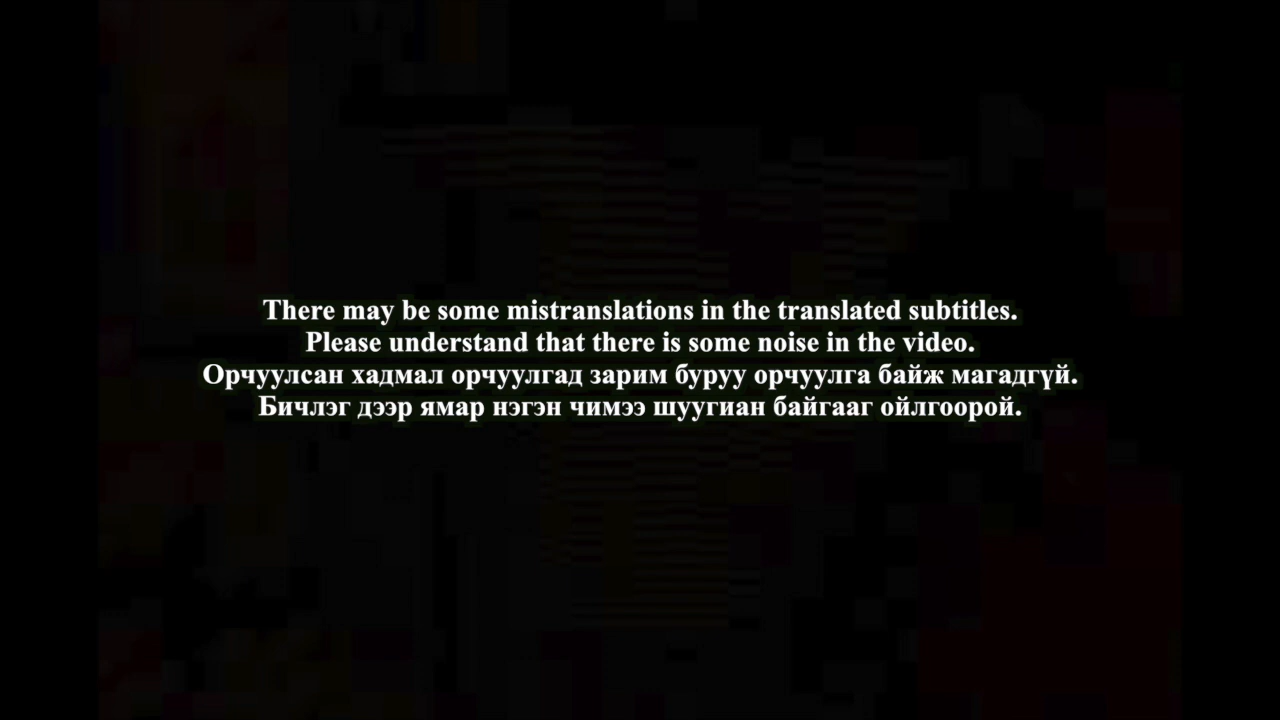 There may be some mistranslations in the translated subtitles.
Please understand that there is some noise in the video.
Орчуулсан хадмал орчуулгад зарим буруу орчуулга байж магадгүй.
Бичлэг дээр ямар нэгэн чимээ шуугиан байгааг ойлгоорой.